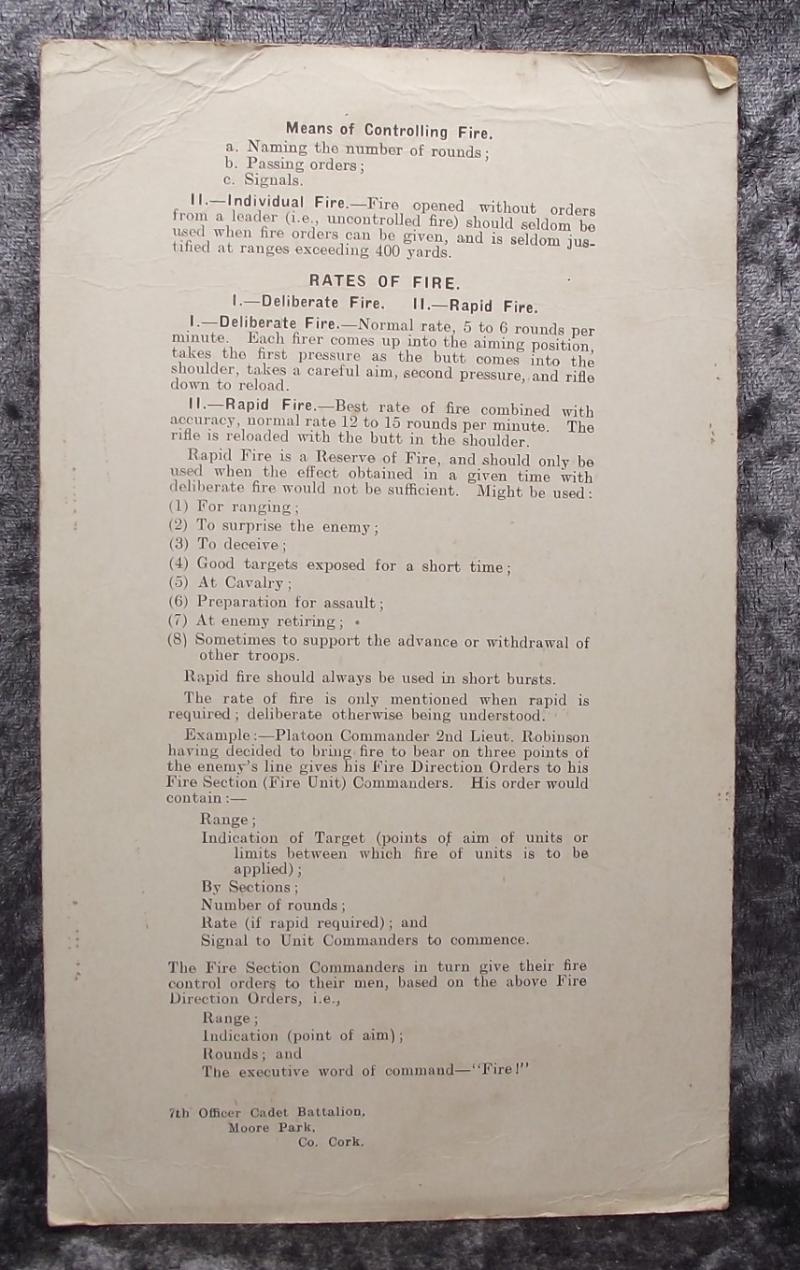 Means of Controlling Fire.
a. Naming the number of rounds;
b. Passing orders;
c. Signals.
II.—Individual Fire.—Fire opened without orders
from a leader (i.e., uncontrolled fire) should seldom be
used when fire orders can be given, and is seldom jus-
tified at ranges exceeding 400 yards.
RATES OF FIRE.
I.—Deliberate Fire. II.—Rapid Fire.
I.—Deliberate Fire.—Normal rate, 5 to 6 rounds per
minute. Each firer comes up into the aiming position,
takes the first pressure as the butt comes into the
shoulder, takes a careful aim, second pressure, and rifle
down to reload.
II.—Rapid Fire.—Best rate of fire combined with
accuracy, normal rate 12 to 15 rounds per minute. The
rifle is reloaded with the butt in the shoulder.
Rapid Fire is a Reserve of Fire, and should only be
used when the effect obtained in a given time with
deliberate fire would not be sufficient. Might be used:
(1) For ranging;
(2) To surprise the enemy;
(3) To deceive;
(4) Good targets exposed for a short time;
(5) At Cavalry;
(6) Preparation for assault;
(7) At enemy retiring;
(8) Sometimes to support the advance or withdrawal of
other troops.
Rapid fire should always be used in short bursts.
The rate of fire is only mentioned when rapid is
required; deliberate otherwise being understood.
Example:—Platoon Commander 2nd Lieut. Robinson
having decided to bring fire to bear on three points of
the enemy's line gives his Fire Direction Orders to his
Fire Section (Fire Unit) Commanders. His order would
contain:—
Range;
Indication of Target (points of aim of units or
limits between which fire of units is to be
applied);
By Sections;
Number of rounds;
Rate (if rapid required); and
Signal to Unit Commanders to commence.
The Fire Section Commanders in turn give their fire
control orders to their men, based on the above Fire
Direction Orders, i.e.,
Range;
Indication (point of aim);
Rounds; and
The executive word of command—"Fire!"
7th Officer Cadet Battalion,
Moore Park,
Co. Cork.